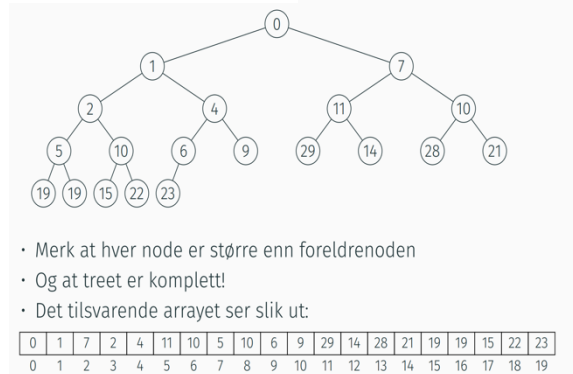 0
1 7
2 4 11 10
5 10 6 9 29 14 28 21
19 19 15 22 23
· Merk at hver node er større enn foreldrenoden
· Og at treet er komplett!
· Det tilsvarende arrayet ser slik ut:
0 1 7 2 4 11 10 5 10 6 9 29 14 28 21 19 19 15 22 23
0 1 2 3 4 5 6 7 8 9 10 11 12 13 14 15 16 17 18 19